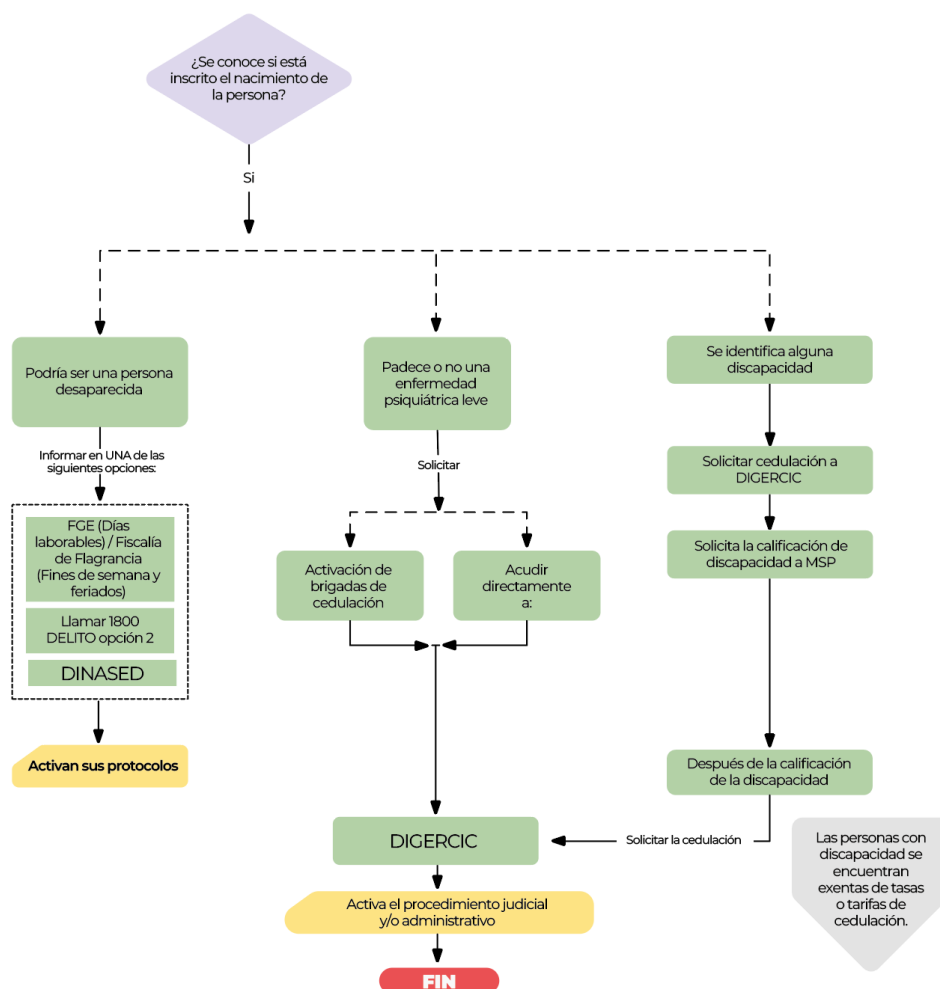 ¿Se conoce si está
inscrito el nacimiento de
la persona?
Si
Podría ser una persona
desaparecida
Informar en UNA de las
siguientes opciones:
FGE (Días
laborables) / Fiscalía
de Flagrancia
(Fines de semana y
feriados)
Llamar 1800
DELITO opción 2
DINASED
Activan sus protocolos
Padece o no una
enfermedad
psiquiátrica leve
Solicitar
Activación de
brigadas de
cedulación
Acudir
directamente
a:
Se identifica alguna
discapacidad
Solicitar cedulación a
DIGERCIC
Solicita la calificación de
discapacidad a MSP
Después de la calificación
de la discapacidad
Solicitar la cedulación
DIGERCIC
Activa el procedimiento judicial
y/o administrativo
FIN
Las personas con
discapacidad se
encuentran
exentas de tasas
o tarifas de
cedulación.